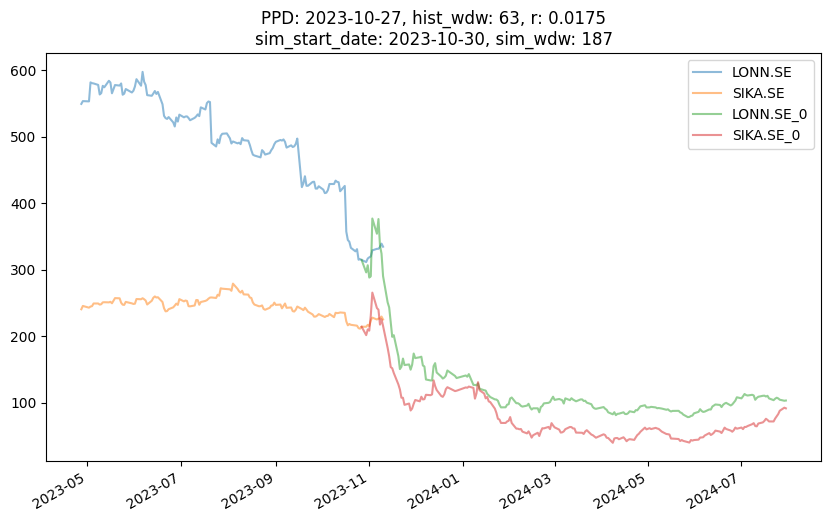 PPD: 2023-10-27, hist_wdw: 63, r: 0.0175
sim_start_date: 2023-10-30, sim_wdw: 187
LONN.SE
SIKA.SE
LONN.SE_0
SIKA.SE_0
600
500
400
300
200
100
2023-05
2023-07
2023-09
2023-11
2024-01
2024-03
2024-05
2024-07